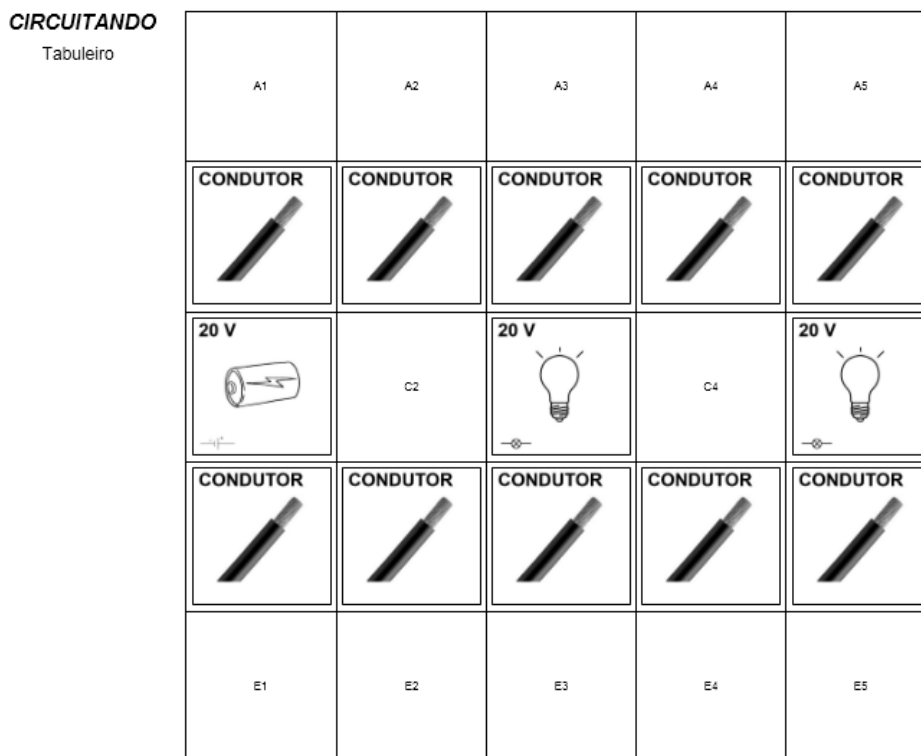 CIRCUITANDO
Tabuleiro
A1 A2 A3 A4 A5
CONDUTOR CONDUTOR CONDUTOR CONDUTOR CONDUTOR
20 V C2 20 V C4 20 V
CONDUTOR CONDUTOR CONDUTOR CONDUTOR CONDUTOR
E1 E2 E3 E4 E5